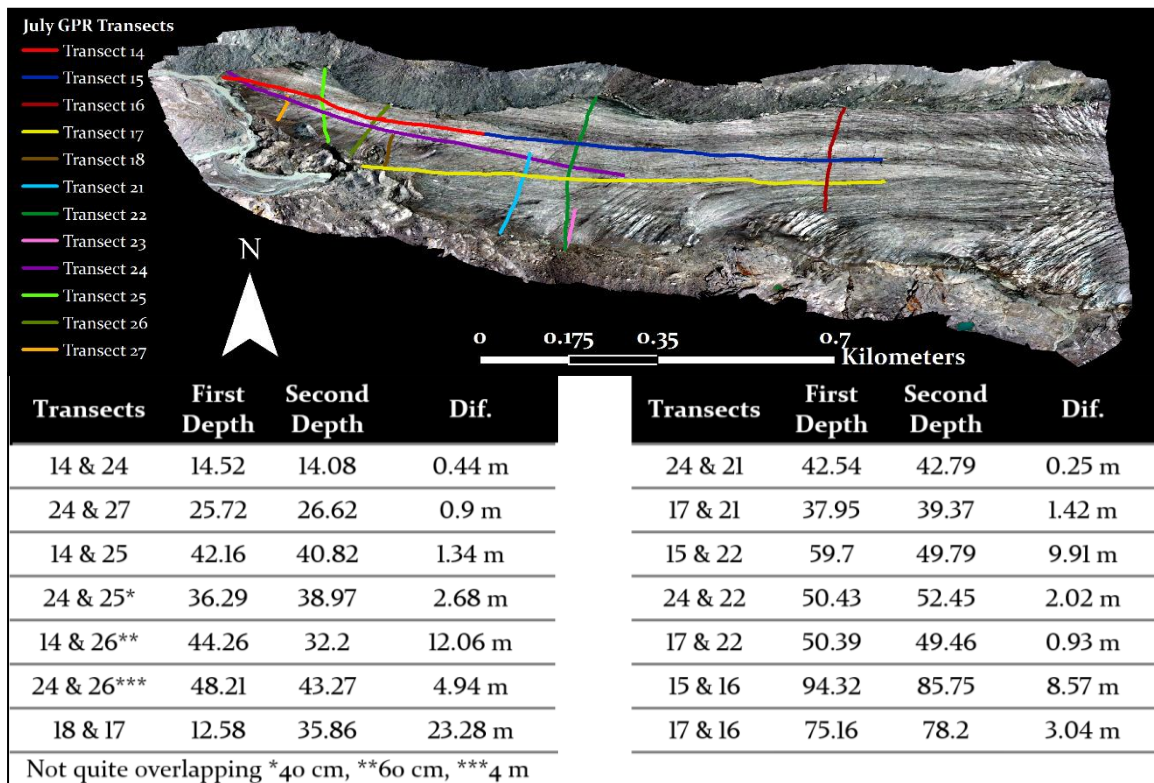 July GPR Transects
Transect 14
Transect 15
Transect 16
Transect 17
Transect 18
Transect 21
Transect 22
Transect 23
Transect 24
Transect 25
Transect 26
Transect 27
N
0 0.175 0.35 0.7
Kilometers
Transects First Depth Second Depth Dif.
14 & 24 14.52 14.08 0.44 m
24 & 27 25.72 26.62 0.9 m
14 & 25 42.16 40.82 1.34 m
24 & 25* 36.29 38.97 2.68 m
14 & 26** 44.26 32.2 12.06 m
24 & 26*** 48.21 43.27 4.94 m
18 & 17 12.58 35.86 23.28 m
Not quite overlapping *40 cm, **60 cm, ***4 m
Transects First Depth Second Depth Dif.
24 & 21 42.54 42.79 0.25 m
17 & 21 37.95 39.37 1.42 m
15 & 22 59.7 49.79 9.91 m
24 & 22 50.43 52.45 2.02 m
17 & 22 50.39 49.46 0.93 m
15 & 16 94.32 85.75 8.57 m
17 & 16 75.16 78.2 3.04 m